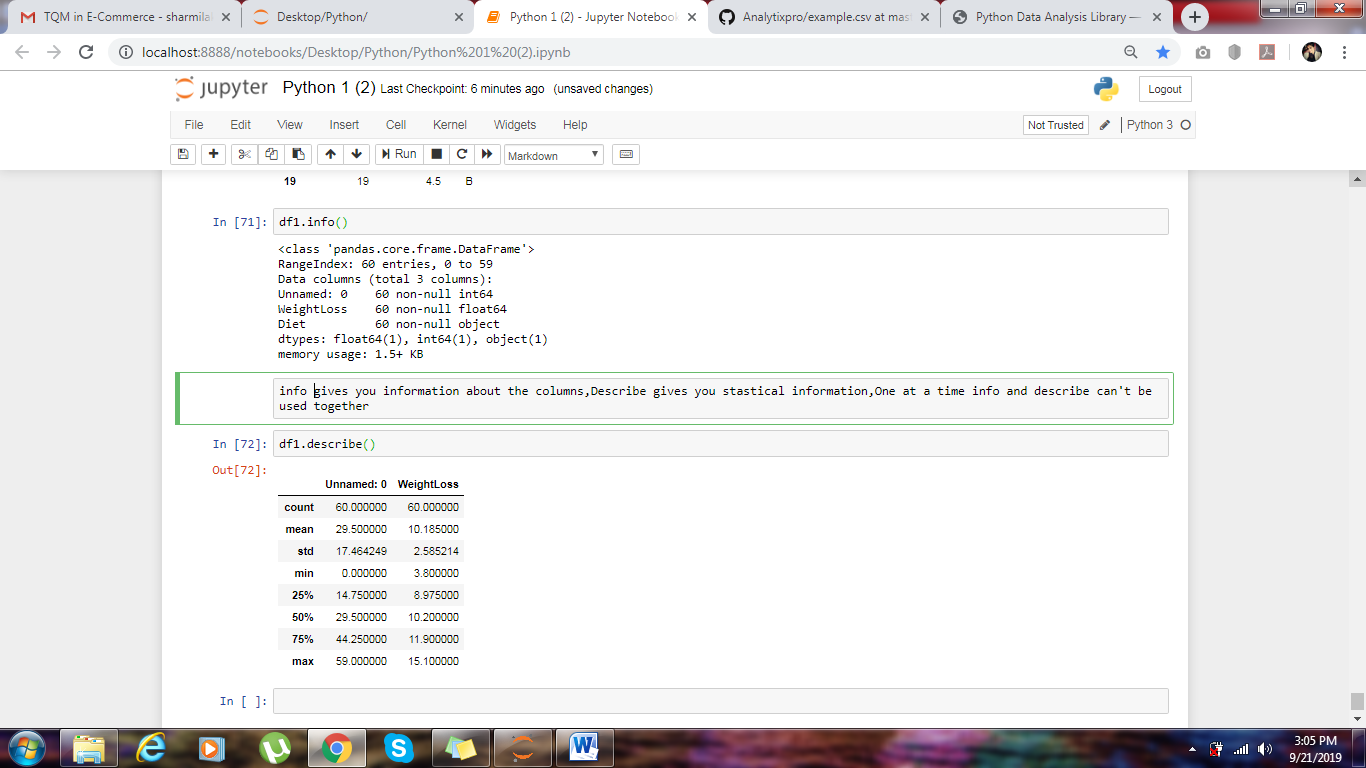 TQM in E-Commerce - sharmila
Desktop/Python/
Python 1 (2) - Jupyter Notebook
Analytixpro/example.csv at mas
Python Data Analysis Library —
localhost:8888/notebooks/Desktop/Python/Python%201%20(2).ipynb
jupyter Python 1 (2) Last Checkpoint: 6 minutes ago (unsaved changes)
Logout
File Edit View Insert Cell Kernel Widgets Help
Not Trusted Python 3
Run Markdown
19 19 4.5 B
In [71]: df1.info()
<class 'pandas.core.frame.DataFrame'>
RangeIndex: 60 entries, 0 to 59
Data columns (total 3 columns):
Unnamed: 0    60 non-null int64
WeightLoss    60 non-null float64
Diet          60 non-null object
dtypes: float64(1), int64(1), object(1)
memory usage: 1.5+ KB
info gives you information about the columns,Describe gives you stastical information,One at a time info and describe can't be
used together
In [72]: df1.describe()
Out[72]:
Unnamed: 0 WeightLoss
count 60.000000 60.000000
mean 29.500000 10.185000
std 17.464249 2.585214
min 0.000000 3.800000
25% 14.750000 8.975000
50% 29.500000 10.200000
75% 44.250000 11.900000
max 59.000000 15.100000
In [ ]:
3:05 PM
9/21/2019